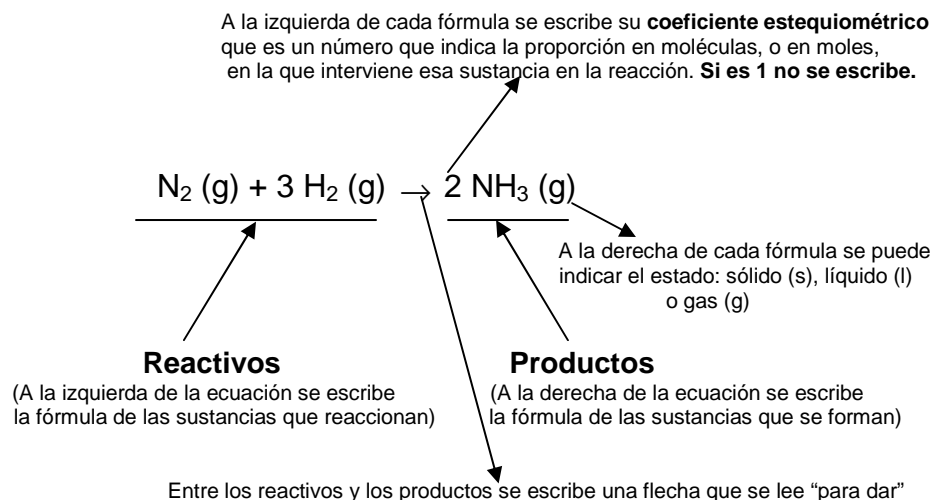 A la izquierda de cada fórmula se escribe su coeficiente estequiométrico
que es un número que indica la proporción en moléculas, o en moles,
en la que interviene esa sustancia en la reacción. Si es 1 no se escribe.
N₂ (g) + 3 H₂ (g) → 2 NH₃ (g)
A la derecha de cada fórmula se puede
indicar el estado: sólido (s), líquido (l)
o gas (g)
Reactivos
(A la izquierda de la ecuación se escribe
la fórmula de las sustancias que reaccionan)
Productos
(A la derecha de la ecuación se escribe
la fórmula de las sustancias que se forman)
Entre los reactivos y los productos se escribe una flecha que se lee “para dar”